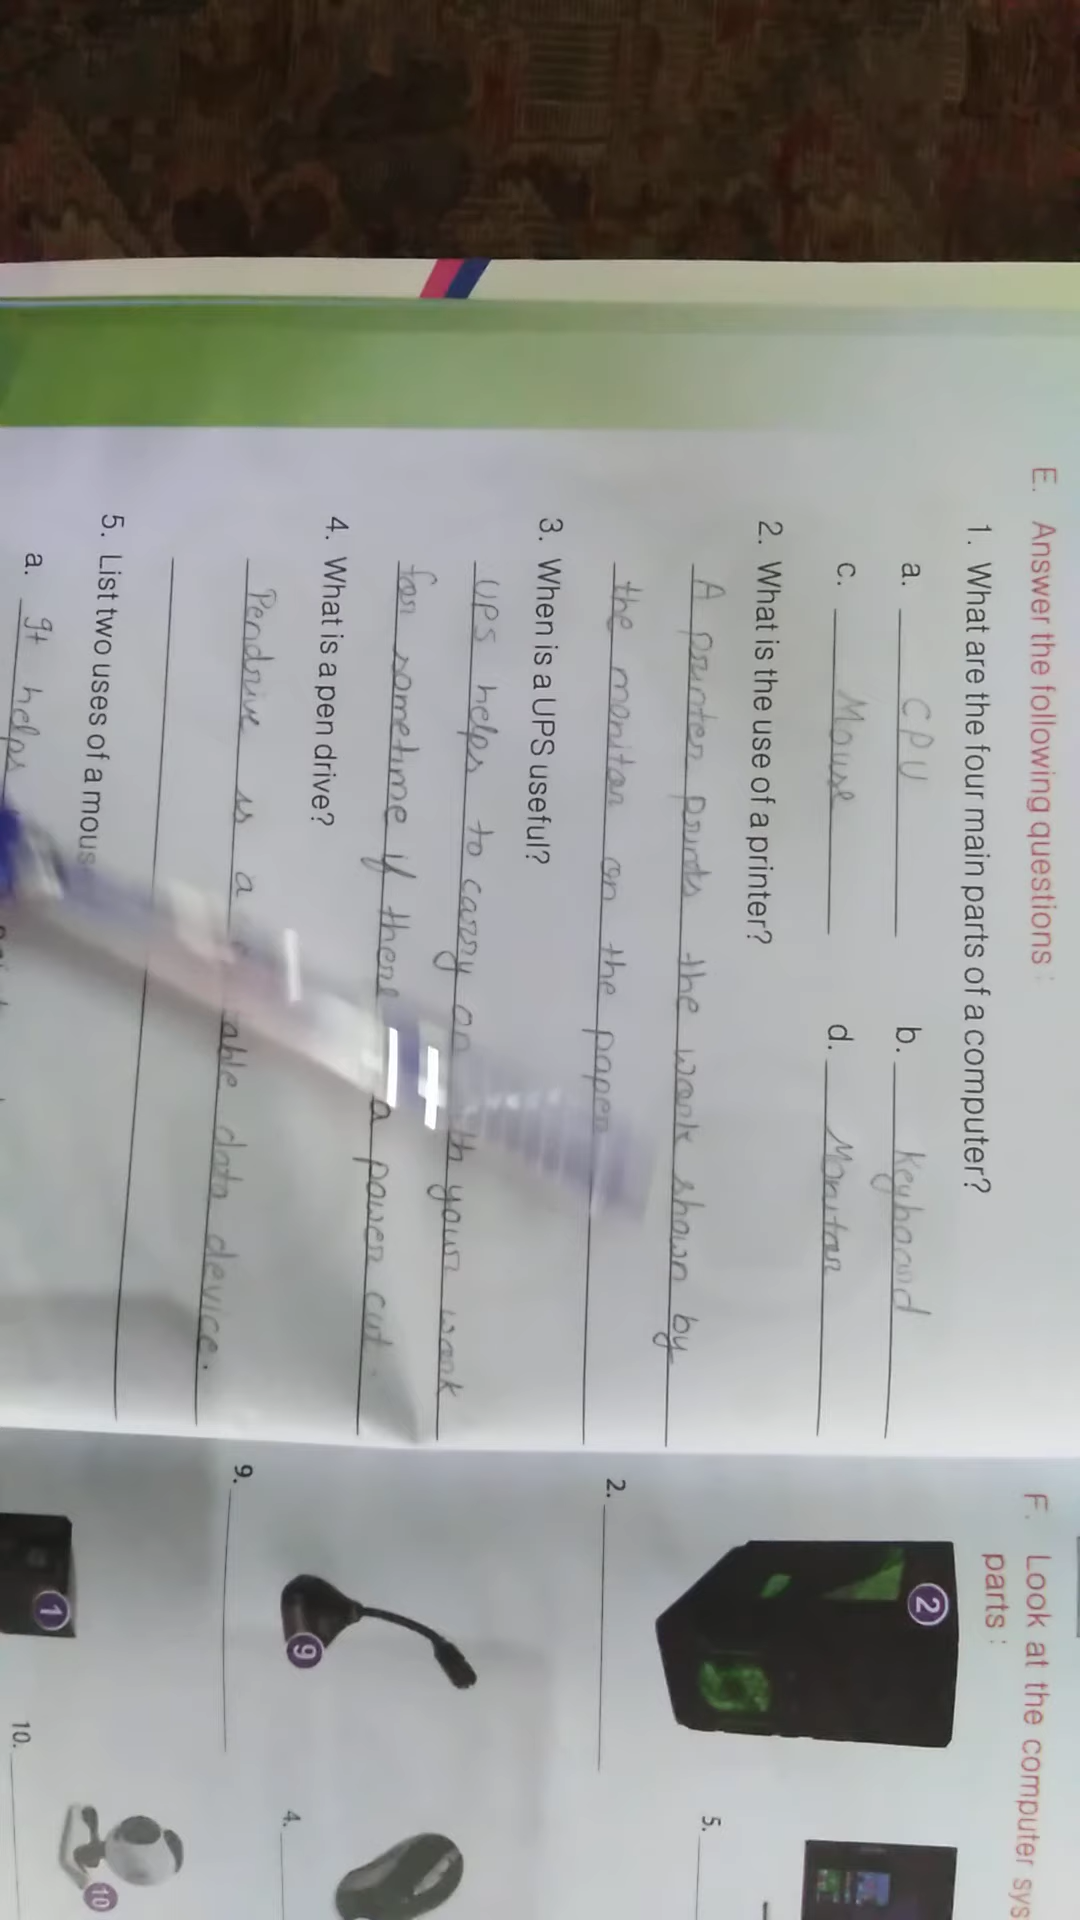 E. Answer the following questions :
1. What are the four main parts of a computer?
a. CPU
b. Keyboard
c. Mouse
d. Monitor
2. What is the use of a printer?
A printer prints the work shown by
the monitor on the paper
3. When is a UPS useful?
UPS helps to carry on your work
for sometime if there a power cut.
4. What is a pen drive?
Pendrive is a data device.
5. List two uses of a
a. It helps
F. Look at the computer
parts :
2
2.
5.
9
9.
4.
1
10
10.